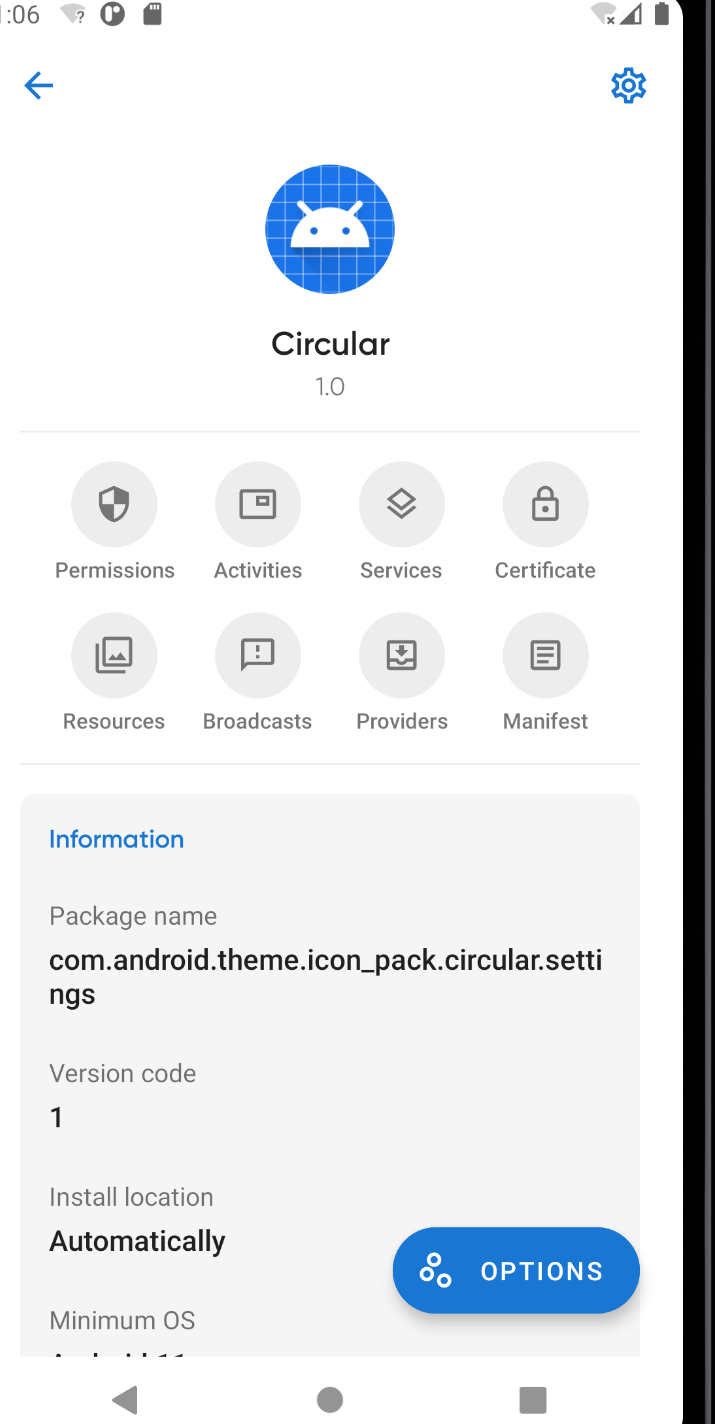 :06
Circular
1.0
Permissions Activities Services Certificate
Resources Broadcasts Providers Manifest
Information
Package name
com.android.theme.icon_pack.circular.setti
ngs
Version code
1
Install location
Automatically
OPTIONS
Minimum OS